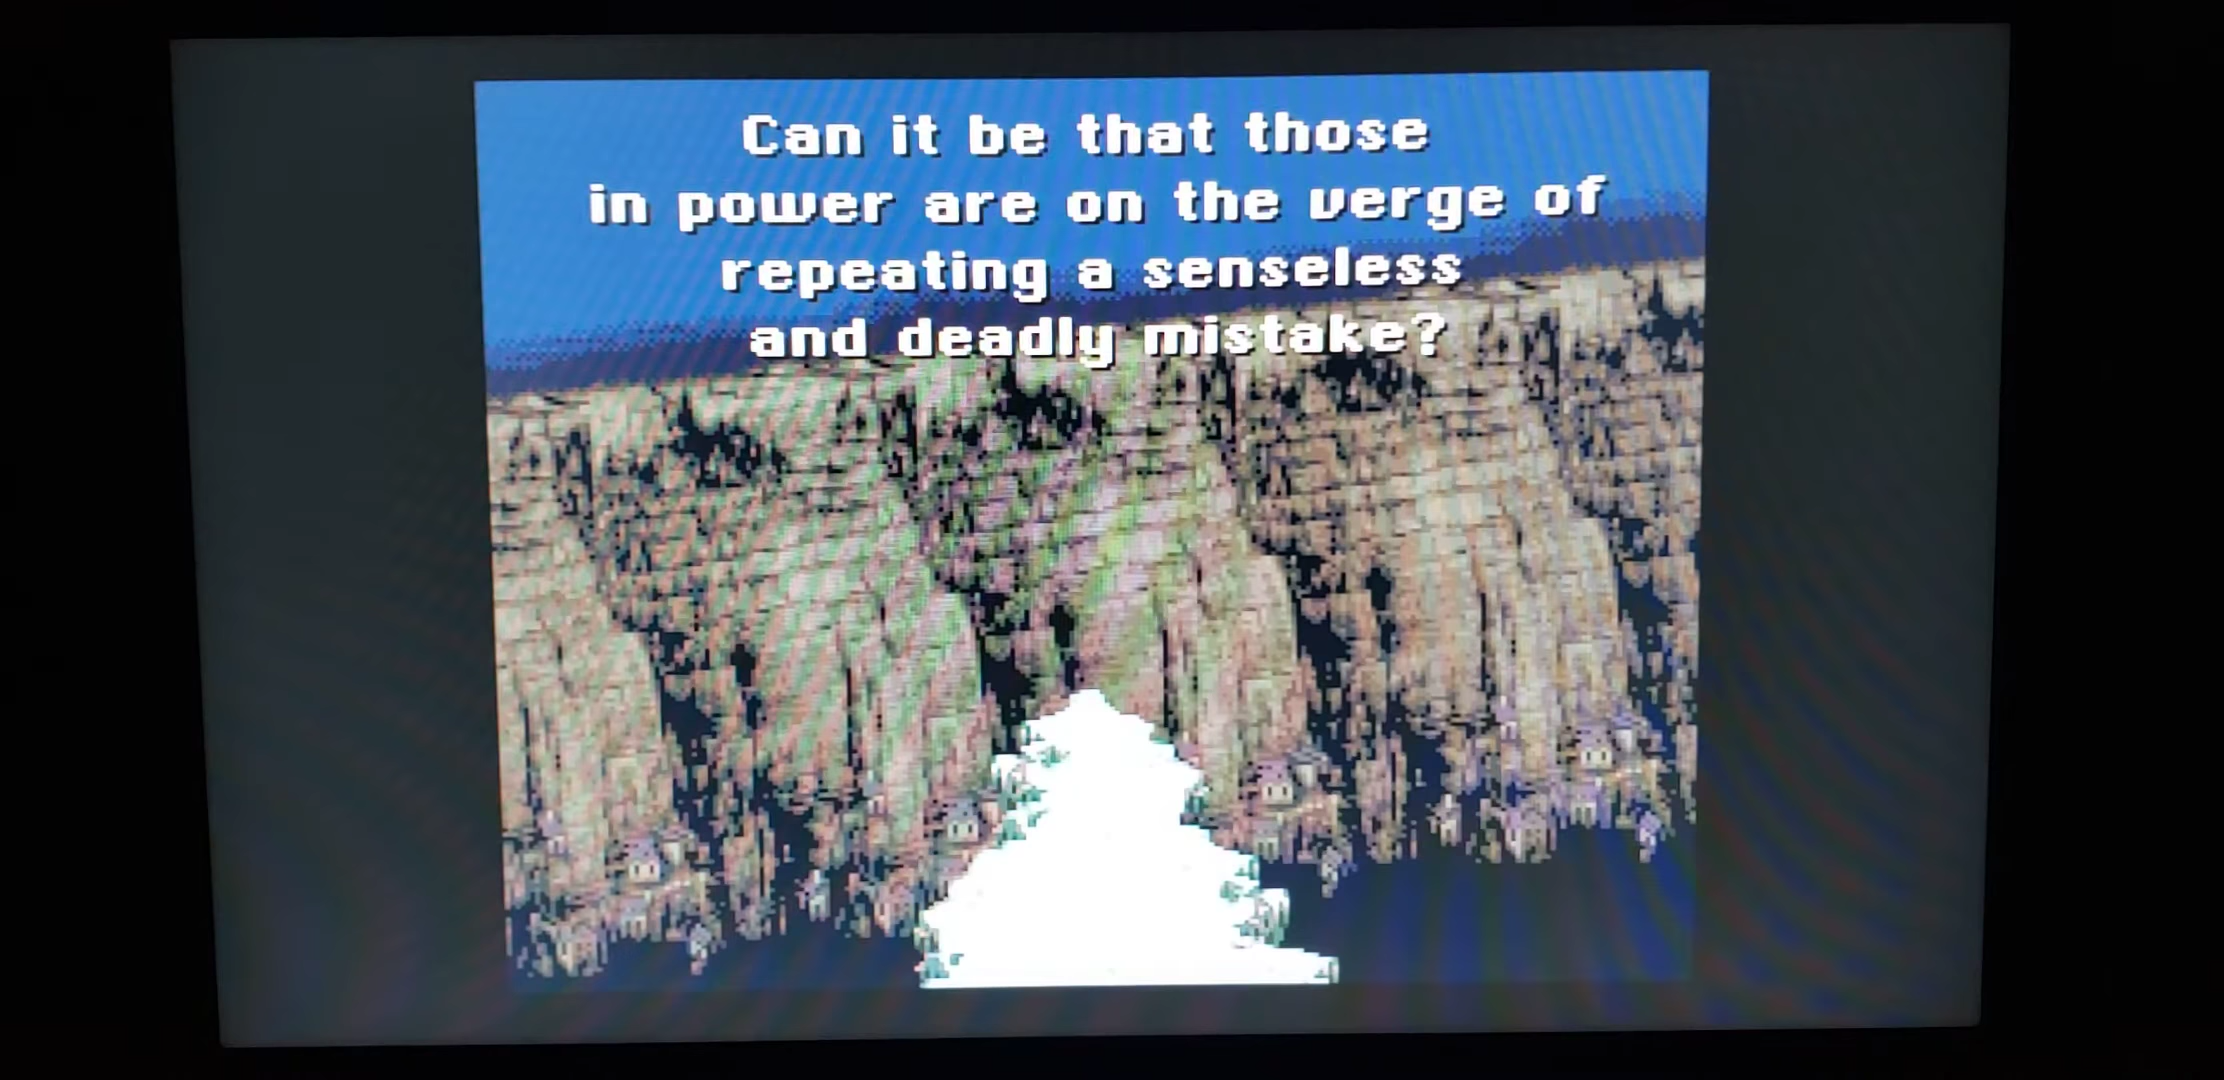 Can it be that those
in power are on the verge of
repeating a senseless
and deadly mistake?